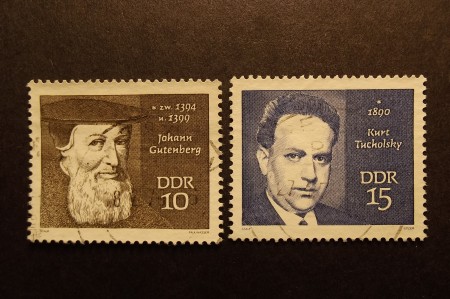 * zw. 1394
u. 1399
Johann
Gutenberg
DDR
10
*
1890
Kurt
Tucholsky
DDR
15